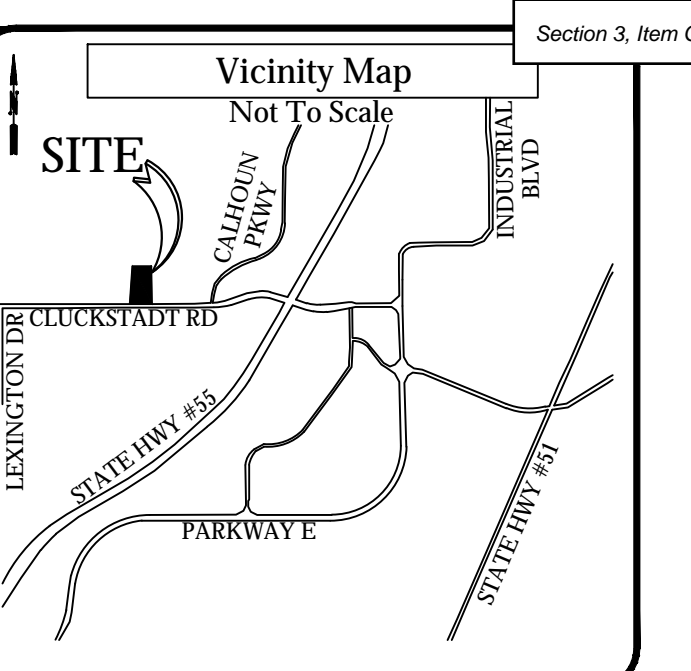 Section 3, Item
Vicinity Map
Not To Scale
N
SITE
CALHOUN
PKWY
INDUSTRIAL
BLVD
CLUCKSTADT RD
LEXINGTON DR
STATE HWY #55
STATE HWY #51
PARKWAY E